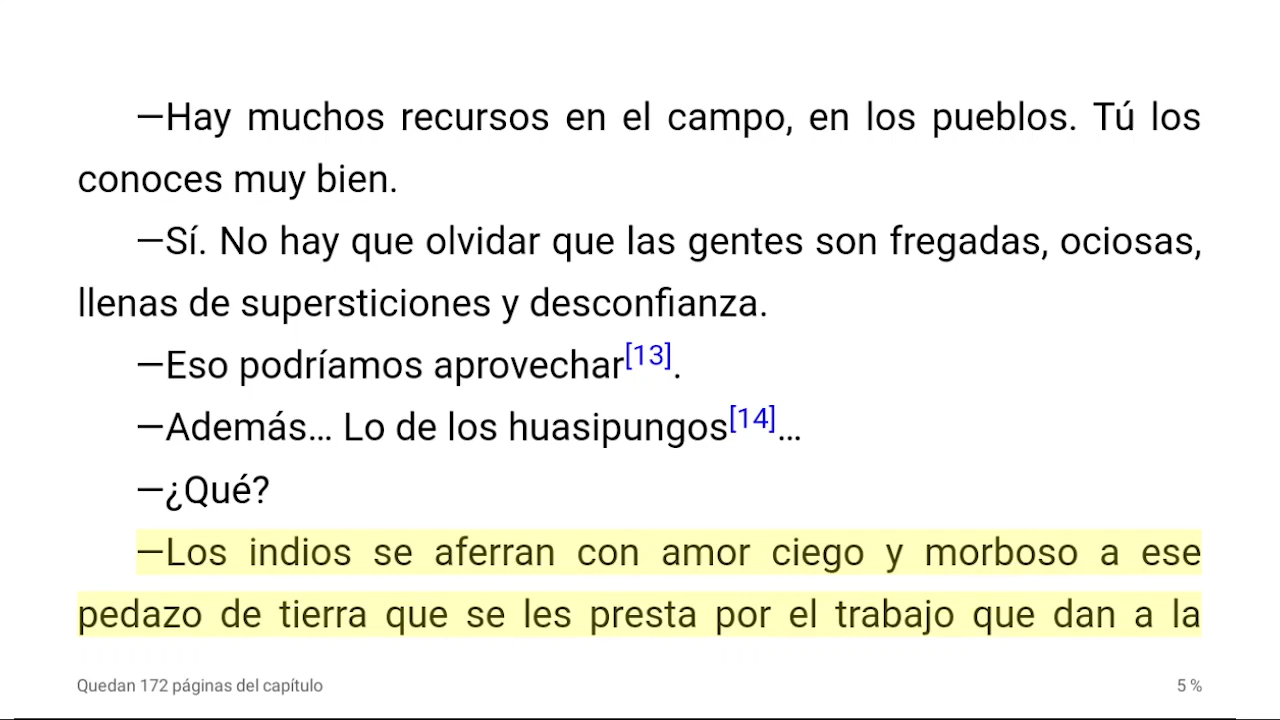 —Hay muchos recursos en el campo, en los pueblos. Tú los
conoces muy bien.
—Sí. No hay que olvidar que las gentes son fregadas, ociosas,
llenas de supersticiones y desconfianza.
—Eso podríamos aprovechar[13].
—Además… Lo de los huasipungos[14]…
—¿Qué?
—Los indios se aferran con amor ciego y morboso a ese
pedazo de tierra que se les presta por el trabajo que dan a la
Quedan 172 páginas del capítulo
5 %